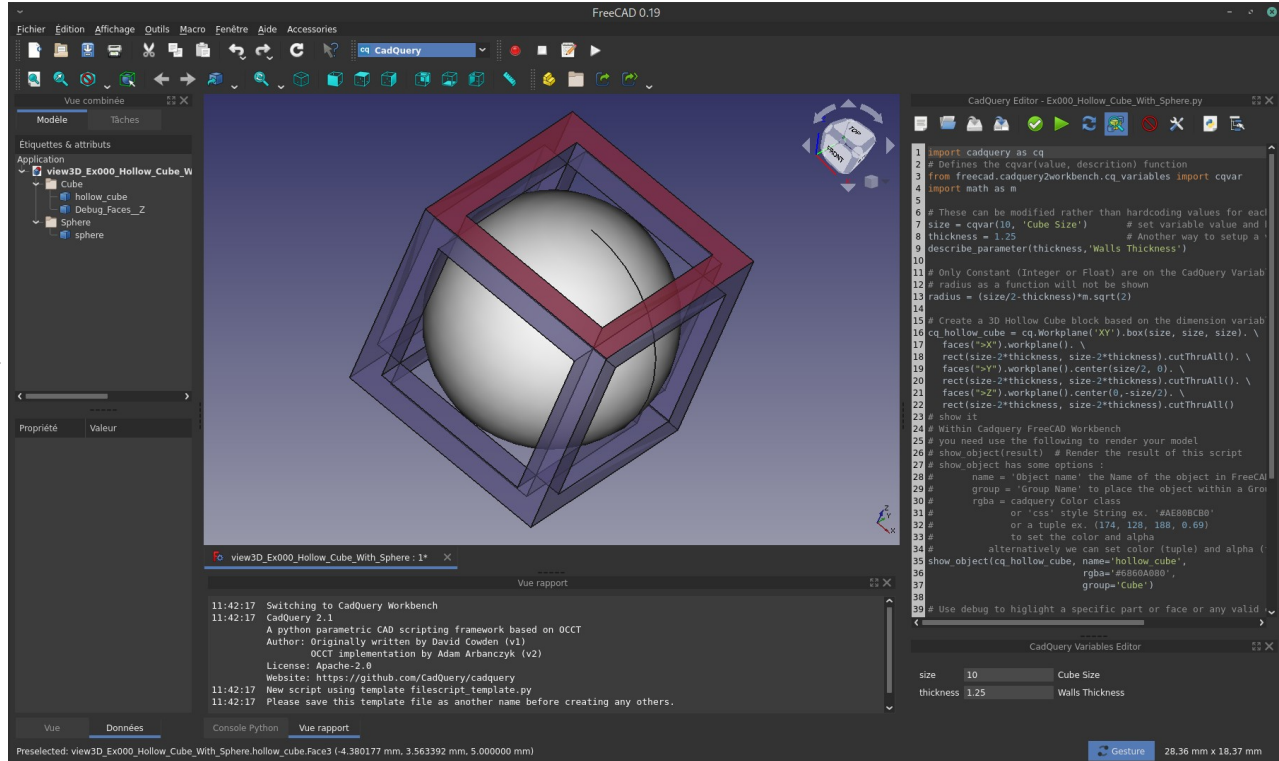 FreeCAD 0.19
Fichier Édition Affichage Outils Macro Fenêtre Aide Accessories
cq CadQuery
Vue combinée
Modèle Tâches
Étiquettes & attributs
Application
view3D_Ex000_Hollow_Cube_W
Cube
hollow_cube
Debug_Faces__Z
Sphere
sphere
Propriété Valeur
Vue Données
TOP
FRONT
Z
Y
X
view3D_Ex000_Hollow_Cube_With_Sphere : 1*
Vue rapport
11:42:17 Switching to CadQuery Workbench
11:42:17 CadQuery 2.1
A python parametric CAD scripting framework based on OCCT
Author: Originally written by David Cowden (v1)
OCCT implementation by Adam Arbanczyk (v2)
License: Apache-2.0
Website: https://github.com/CadQuery/cadquery
11:42:17 New script using template filescript_template.py
11:42:17 Please save this template file as another name before creating any others.
Console Python Vue rapport
CadQuery Editor - Ex000_Hollow_Cube_With_Sphere.py
1 import cadquery as cq
2 # Defines the cqvar(value, descrition) function
3 from freecad.cadquery2workbench.cq_variables import cqvar
4 import math as m
5
6 # These can be modified rather than hardcoding values for each
7 size = cqvar(10, 'Cube Size') # set variable value and
8 thickness = 1.25 # Another way to setup a
9 describe_parameter(thickness,'Walls Thickness')
10
11 # Only Constant (Integer or Float) are on the CadQuery Variab
12 # radius as a function will not be shown
13 radius = (size/2-thickness)*m.sqrt(2)
14
15 # Create a 3D Hollow Cube block based on the dimension variab
16 cq_hollow_cube = cq.Workplane('XY').box(size, size, size). \
17 faces(">X").workplane(). \
18 rect(size-2*thickness, size-2*thickness).cutThruAll(). \
19 faces(">Y").workplane().center(size/2, 0). \
20 rect(size-2*thickness, size-2*thickness).cutThruAll(). \
21 faces(">Z").workplane().center(0,-size/2). \
22 rect(size-2*thickness, size-2*thickness).cutThruAll()
23 # show it
24 # Within Cadquery FreeCAD Workbench
25 # you need use the following to render your model
26 # show_object(result) # Render the result of this script
27 # show_object has some options :
28 # name = 'Object name' the Name of the object in FreeCA
29 # group = 'Group Name' to place the object within a Gro
30 # rgba = cadquery Color class
31 # or 'css' style String ex. '#AE80BCB0'
32 # or a tuple ex. (174, 128, 188, 0.69)
33 # to set the color and alpha
34 # alternatively we can set color (tuple) and alpha (
35 show_object(cq_hollow_cube, name='hollow_cube',
36 rgba='#6860A080',
37 group='Cube')
38
39 # Use debug to higlight a specific part or face or any valid
CadQuery Variables Editor
size 10 Cube Size
thickness 1.25 Walls Thickness
Preselected: view3D_Ex000_Hollow_Cube_With_Sphere.hollow_cube.Face3 (-4.380177 mm, 3.563392 mm, 5.000000 mm)
Gesture 28,36 mm x 18,37 mm